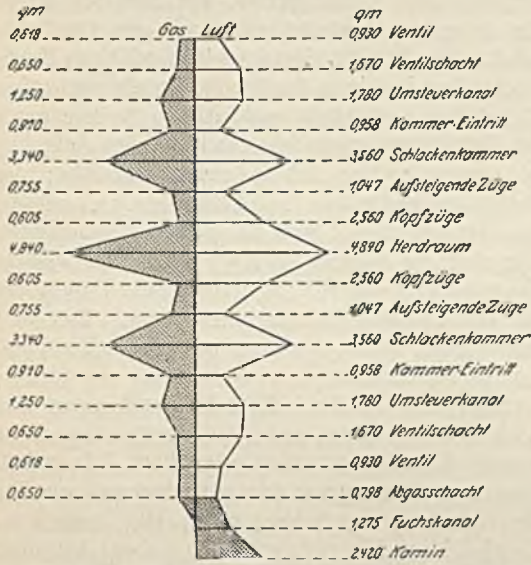 qm Gas Luft qm
0,618 0,930 Ventil
0,650 1,670 Ventilschacht
1,250 1,780 Umsteuerkanal
0,910 0,958 Kammer-Eintritt
3,340 3,560 Schlackenkammer
0,755 1,047 Aufsteigende Züge
0,605 2,560 Kopfzüge
4,940 4,840 Herdraum
0,605 2,560 Kopfzüge
0,755 1,047 Aufsteigende Züge
3,340 3,560 Schlackenkammer
0,910 0,958 Kammer-Eintritt
1,250 1,780 Umsteuerkanal
0,650 1,670 Ventilschacht
0,618 0,930 Ventil
0,650 0,798 Abgasschacht
1,275 Fuchskanal
2,420 Kamin